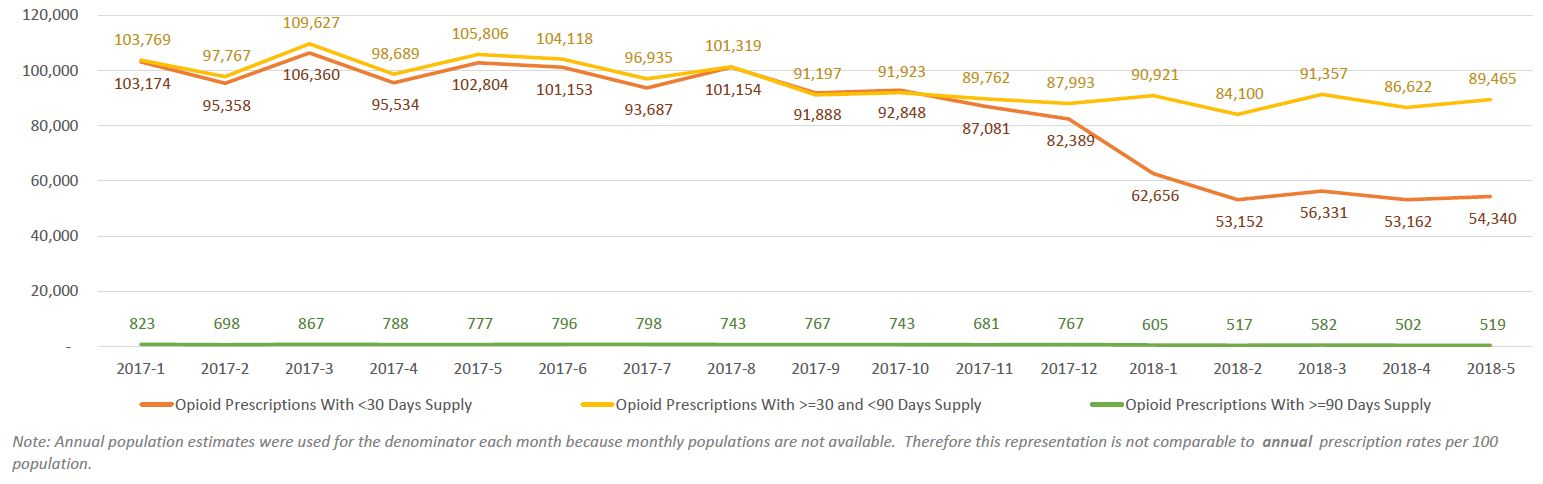 120,000
109,627
103,769 97,767 98,689 105,806 104,118 96,935 101,319
91,197 91,923 89,762 87,993 90,921 84,100 91,357 86,622 89,465
100,000
103,174 95,358 106,360 95,534 102,804 101,153 93,687 101,154
91,888 92,848 87,081 82,389
80,000
60,000
62,656 53,152 56,331 53,162 54,340
40,000
20,000
823 698 867 788 777 796 798 743 767 743 681 767 605 517 582 502 519
-
2017-1 2017-2 2017-3 2017-4 2017-5 2017-6 2017-7 2017-8 2017-9 2017-10 2017-11 2017-12 2018-1 2018-2 2018-3 2018-4 2018-5
Opioid Prescriptions With <30 Days Supply Opioid Prescriptions With >=30 and <90 Days Supply Opioid Prescriptions With >=90 Days Supply
Note: Annual population estimates were used for the denominator each month because monthly populations are not available. Therefore this representation is not comparable to annual prescription rates per 100
population.